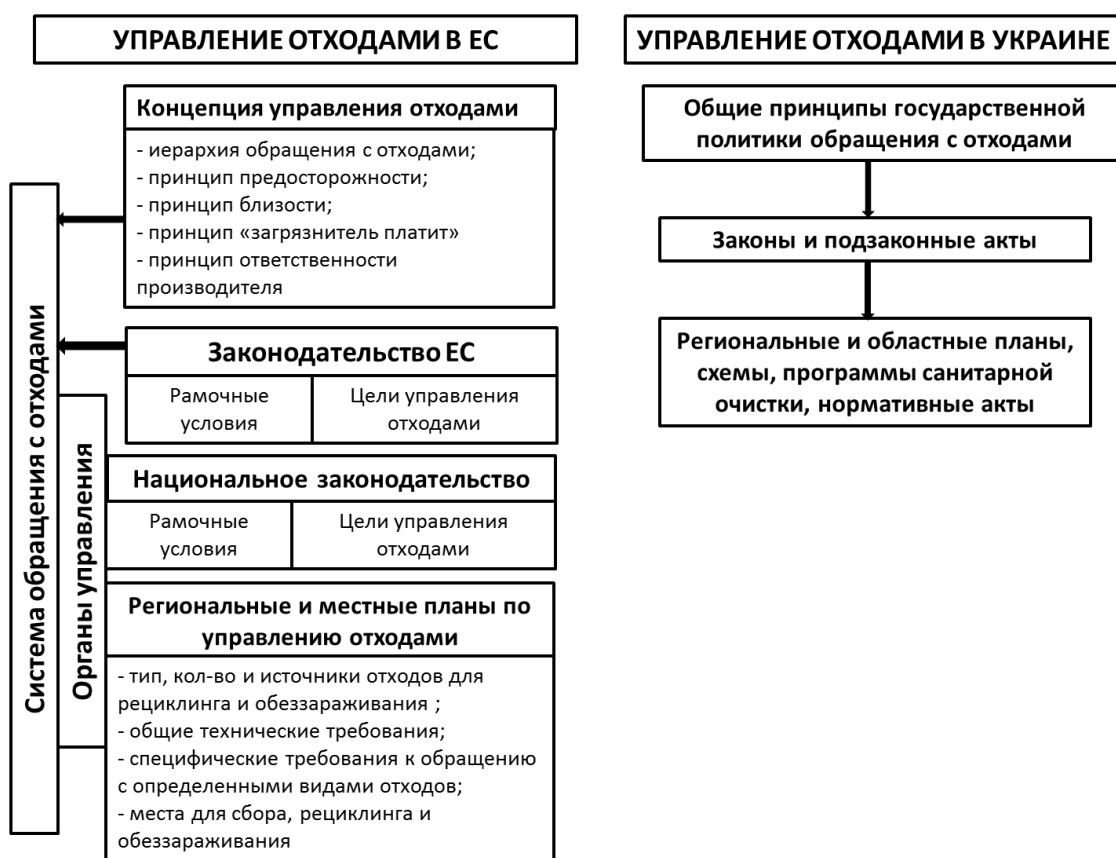 УПРАВЛЕНИЕ ОТХОДАМИ В ЕС
Концепция управления отходами
- иерархия обращения с отходами;
- принцип предосторожности;
- принцип близости;
- принцип «загрязнитель платит»
- принцип ответственности
производителя
Система обращения с отходами
Законодательство ЕС
Рамочные
условия
Цели управления
отходами
Органы управления
Национальное законодательство
Рамочные
условия
Цели управления
отходами
Региональные и местные планы по
управлению отходами
- тип, кол-во и источники отходов для
рециклинга и обеззараживания ;
- общие технические требования;
- специфические требования к обращению
с определенными видами отходов;
- места для сбора, рециклинга и
обеззараживания
УПРАВЛЕНИЕ ОТХОДАМИ В УКРАИНЕ
Общие принципы государственной
политики обращения с отходами
Законы и подзаконные акты
Региональные и областные планы,
схемы, программы санитарной
очистки, нормативные акты